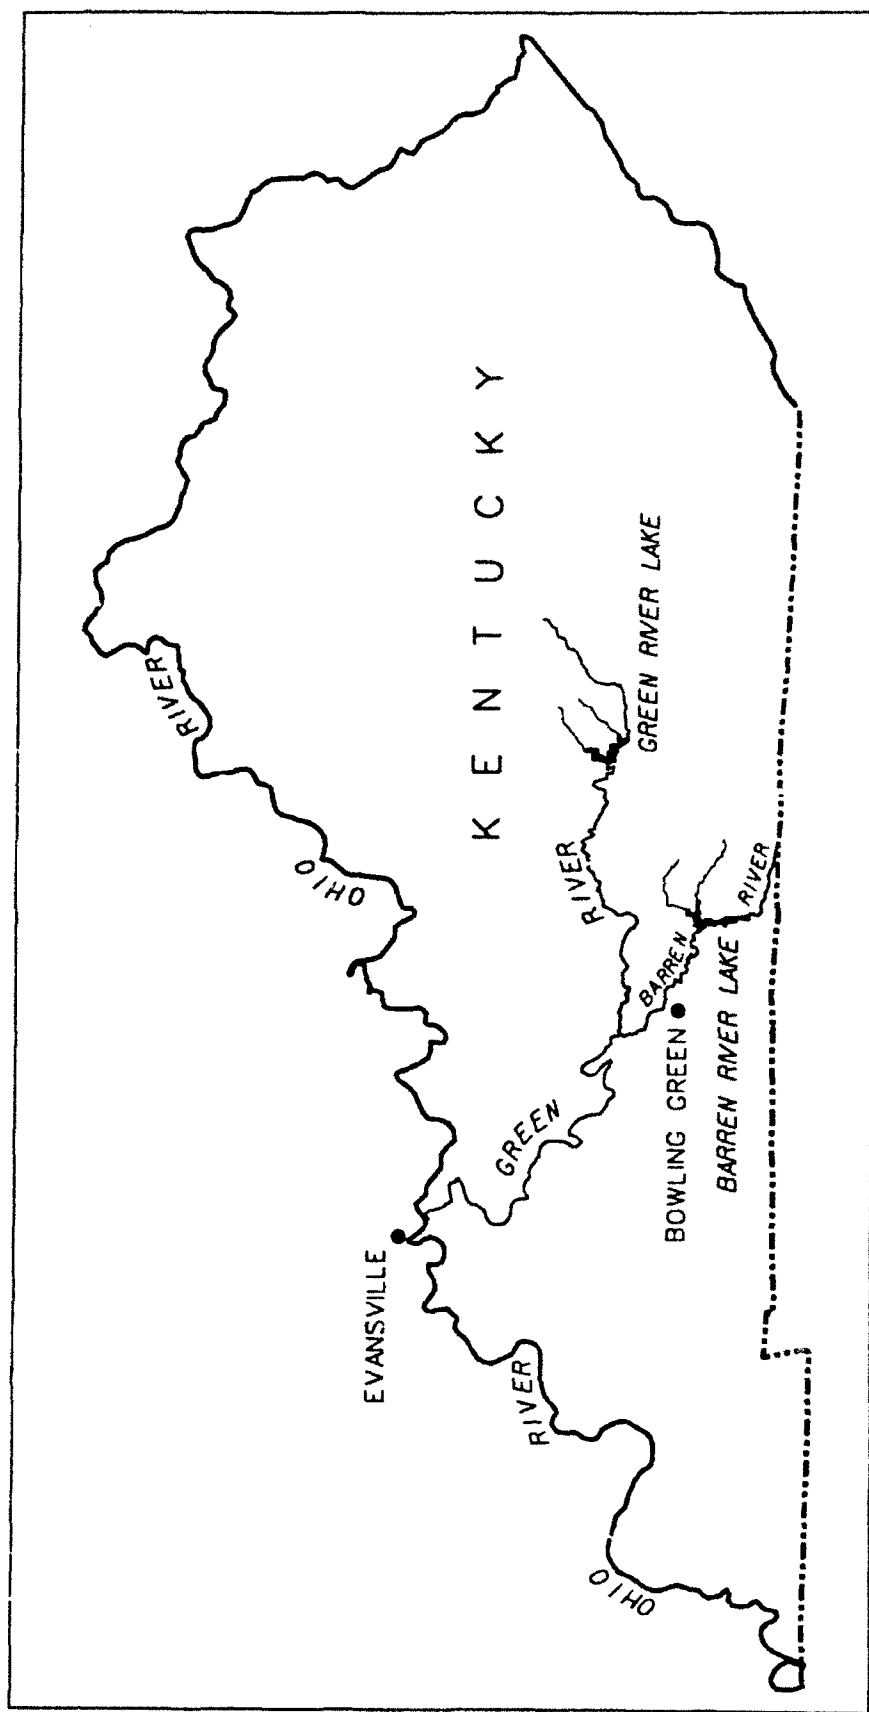 OHIO
RIVER
KENTUCKY
EVANSVILLE
GREEN
RIVER
GREEN RIVER LAKE
OHIO
RIVER
BARREN
RIVER
BOWLING GREEN
BARREN RIVER LAKE